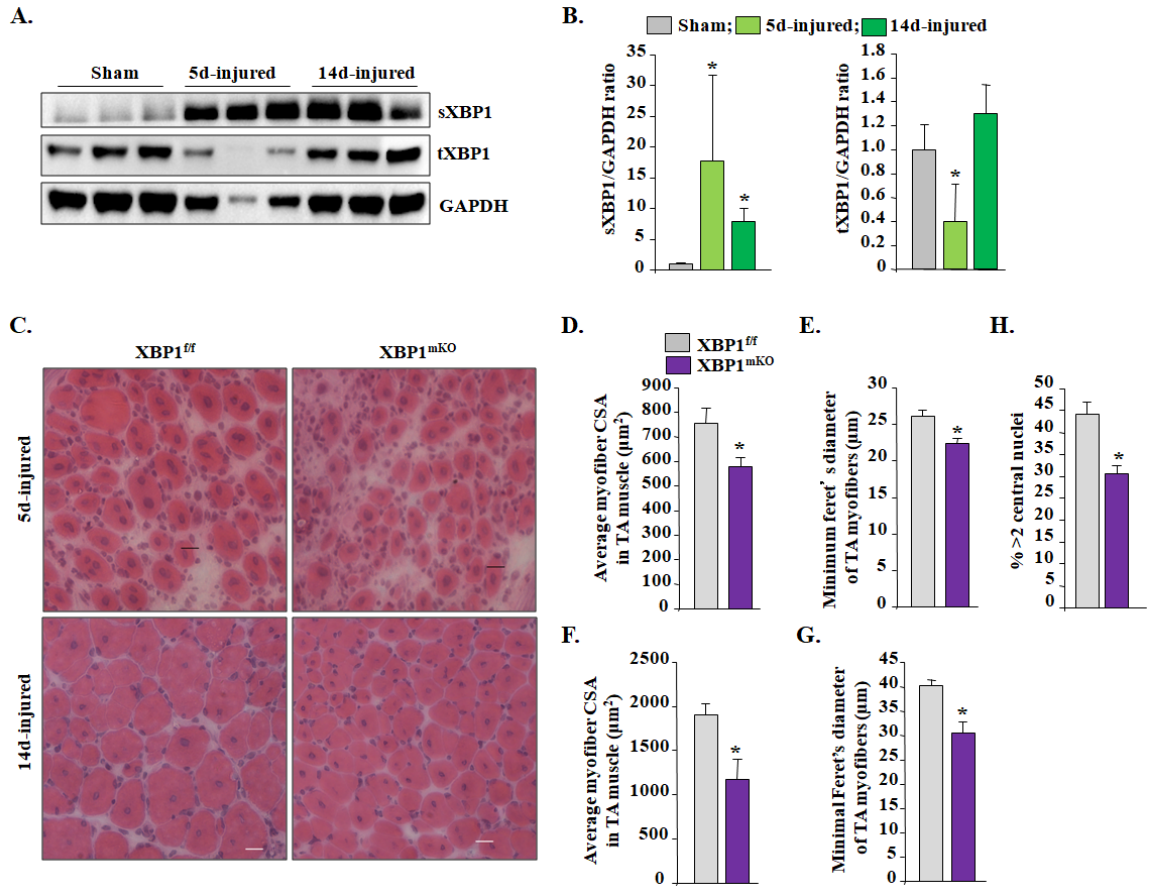 A.
Sham
5d-injured
14d-injured
sXBP1
tXBP1
GAPDH
B.
Sham; 5d-injured; 14d-injured
sXBP1/GAPDH ratio
35
30
25
20
15
10
5
0
*
*
tXBP1/GAPDH ratio
1.8
1.6
1.4
1.2
1.0
0.8
0.6
0.4
0.2
0
*
C.
XBP1f/f
XBP1mKO
5d-injured
14d-injured
D.
XBP1f/f
XBP1mKO
Average myofiber CSA
in TA muscle (μm2)
900
800
700
600
500
400
300
200
100
0
*
E.
Minimum feret’ s diameter
of TA myofibers (μm)
30
25
20
15
10
5
0
*
H.
% >2 central nuclei
50
45
40
35
30
25
20
15
10
5
0
*
F.
Average myofiber CSA
in TA muscle (μm2)
2500
2000
1500
1000
500
0
*
G.
Minimal Feret’s diameter
of TA myofibers (μm)
45
40
35
30
25
20
15
10
5
0
*